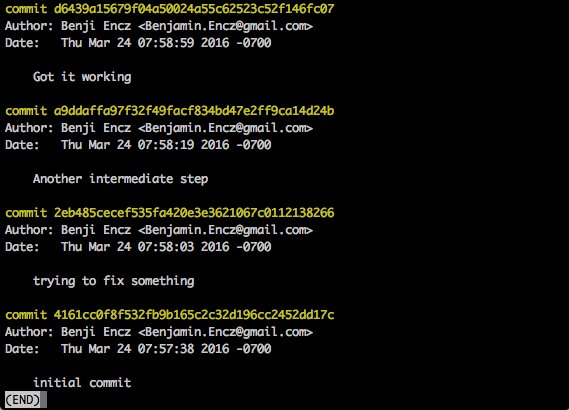 commit d6439a15679f04a50024a55c62523c52f146fc07
Author: Benji Encz <Benjamin.Encz@gmail.com>
Date:   Thu Mar 24 07:58:59 2016 -0700
Got it working
commit a9ddaffa97f32f49facf834bd47e2ff9ca14d24b
Author: Benji Encz <Benjamin.Encz@gmail.com>
Date:   Thu Mar 24 07:58:19 2016 -0700
Another intermediate step
commit 2eb485cecef535fa420e3e3621067c0112138266
Author: Benji Encz <Benjamin.Encz@gmail.com>
Date:   Thu Mar 24 07:58:03 2016 -0700
trying to fix something
commit 4161cc0f8f532fb9b165c2c32d196cc2452dd17c
Author: Benji Encz <Benjamin.Encz@gmail.com>
Date:   Thu Mar 24 07:57:38 2016 -0700
initial commit
(END)